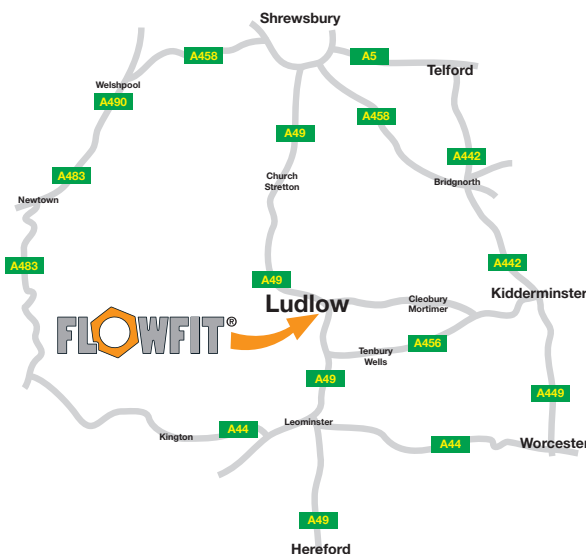 Shrewsbury
A458
A5
Telford
Welshpool
A490
A458
A49
A442
Church
Stretton
A483
Bridgnorth
Newtown
A483
A442
A49
Kidderminster
Ludlow
Cleobury
Mortimer
FLOWFIT®
A456
Tenbury
Wells
A49
A449
Leominster
A44
Kington
A44
Worcester
A49
Hereford